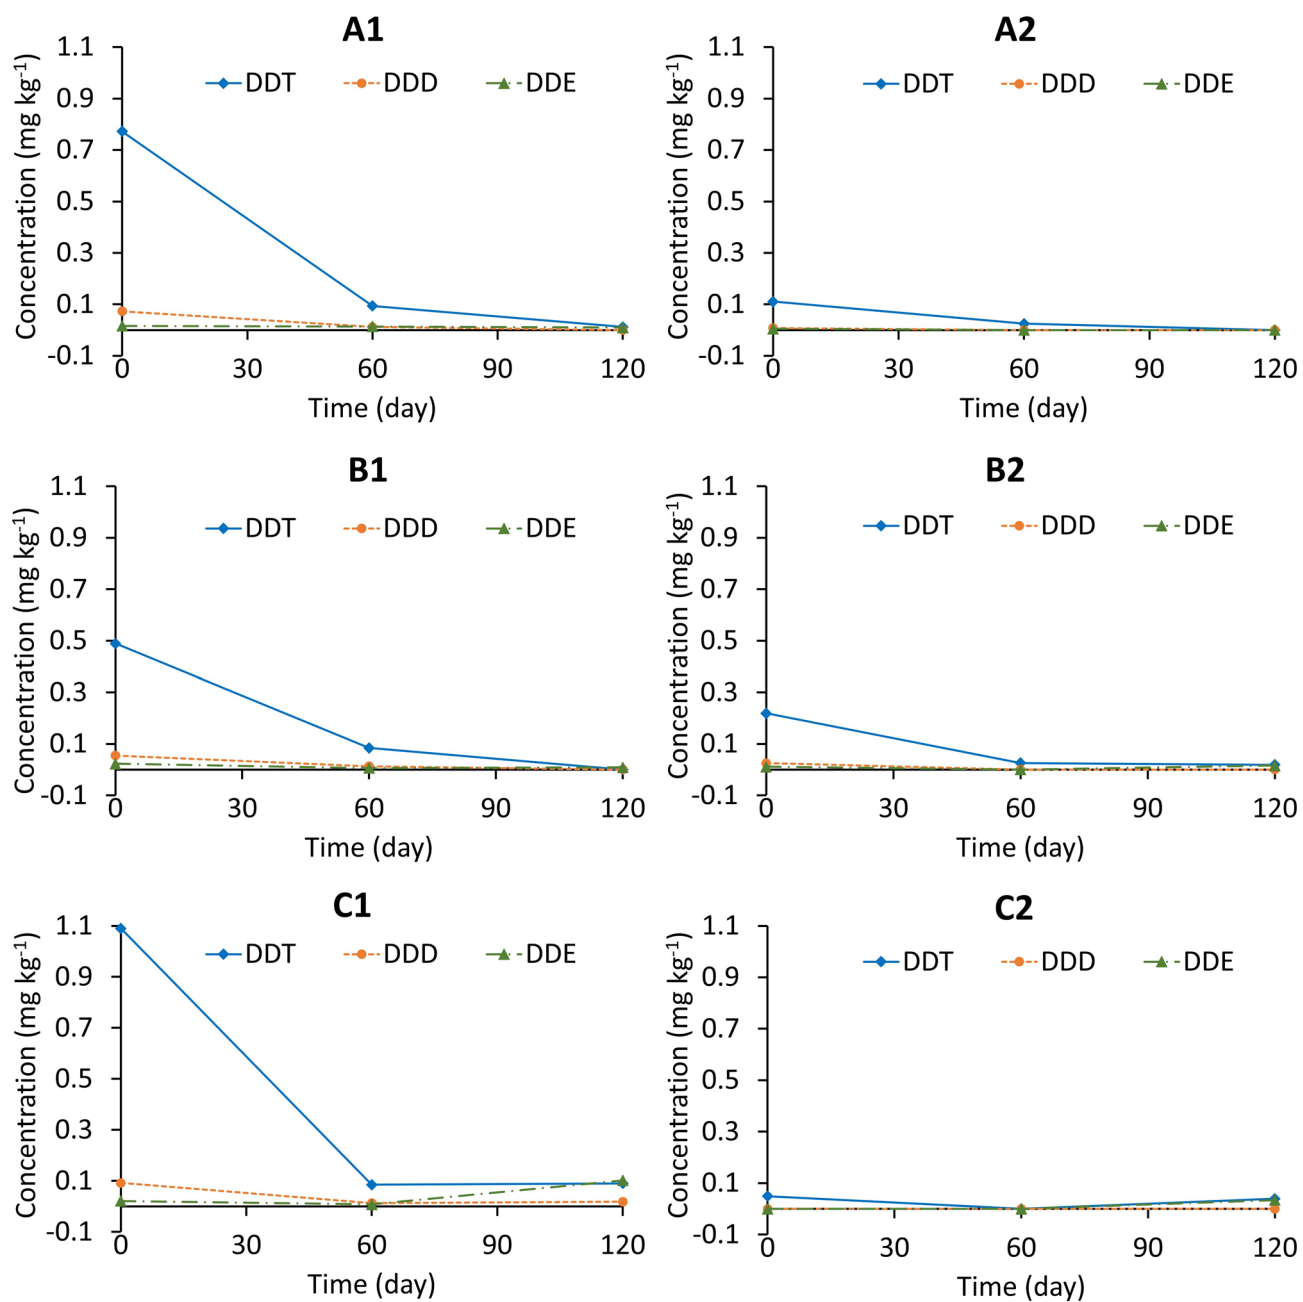 A1
1.1
0.9
0.7
0.5
0.3
0.1
-0.1
Concentration (mg kg⁻¹)
DDT DDD DDE
0 30 60 90 120
Time (day)
A2
1.1
0.9
0.7
0.5
0.3
0.1
-0.1
Concentration (mg kg⁻¹)
DDT DDD DDE
0 30 60 90 120
Time (day)
B1
1.1
0.9
0.7
0.5
0.3
0.1
-0.1
Concentration (mg kg⁻¹)
DDT DDD DDE
0 30 60 90 120
Time (day)
B2
1.1
0.9
0.7
0.5
0.3
0.1
-0.1
Concentration (mg kg⁻¹)
DDT DDD DDE
0 30 60 90 120
Time (day)
C1
1.1
0.9
0.7
0.5
0.3
0.1
-0.1
Concentration (mg kg⁻¹)
DDT DDD DDE
0 30 60 90 120
Time (day)
C2
1.1
0.9
0.7
0.5
0.3
0.1
-0.1
Concentration (mg kg⁻¹)
DDT DDD DDE
0 30 60 90 120
Time (day)